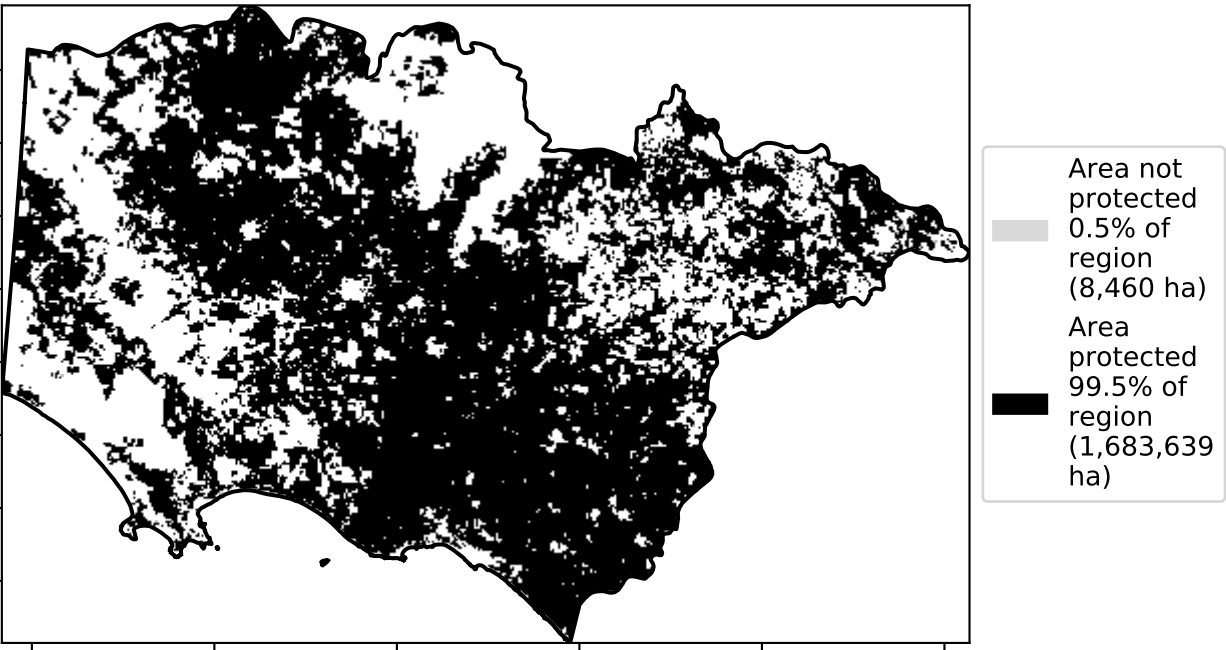 Area not
protected
0.5% of
region
(8,460 ha)
Area
protected
99.5% of
region
(1,683,639
ha)